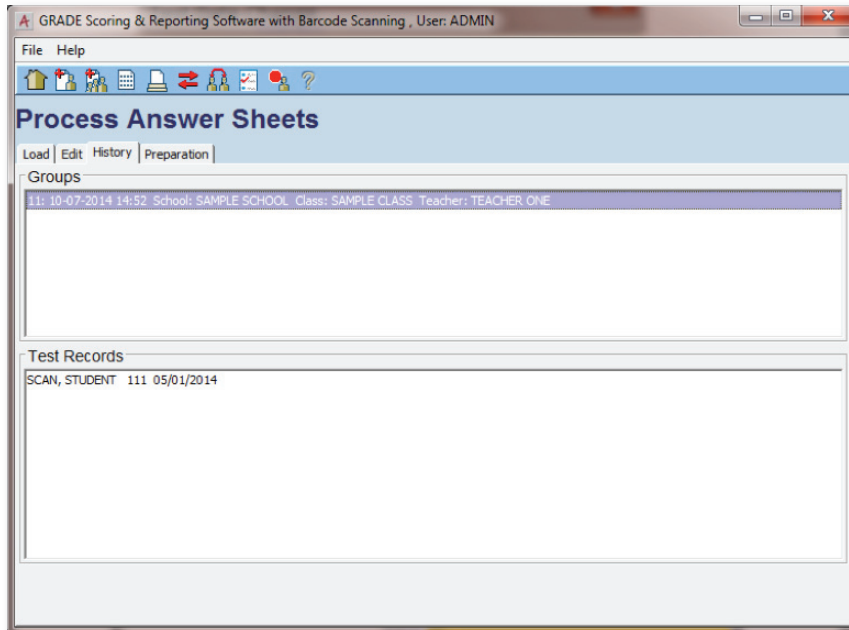 GRADE Scoring & Reporting Software with Barcode Scanning , User: ADMIN
File Help
Process Answer Sheets
Load Edit History Preparation
Groups
11: 10-07-2014 14:52 School: SAMPLE SCHOOL Class: SAMPLE CLASS Teacher: TEACHER ONE
Test Records
SCAN, STUDENT 111 05/01/2014